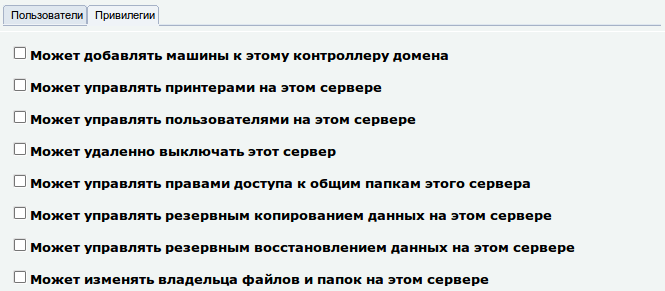 Пользователи Привилегии
Может добавлять машины к этому контроллеру домена
Может управлять принтерами на этом сервере
Может управлять пользователями на этом сервере
Может удаленно выключать этот сервер
Может управлять правами доступа к общим папкам этого сервера
Может управлять резервным копированием данных на этом сервере
Может управлять резервным восстановлением данных на этом сервере
Может изменять владельца файлов и папок на этом сервере